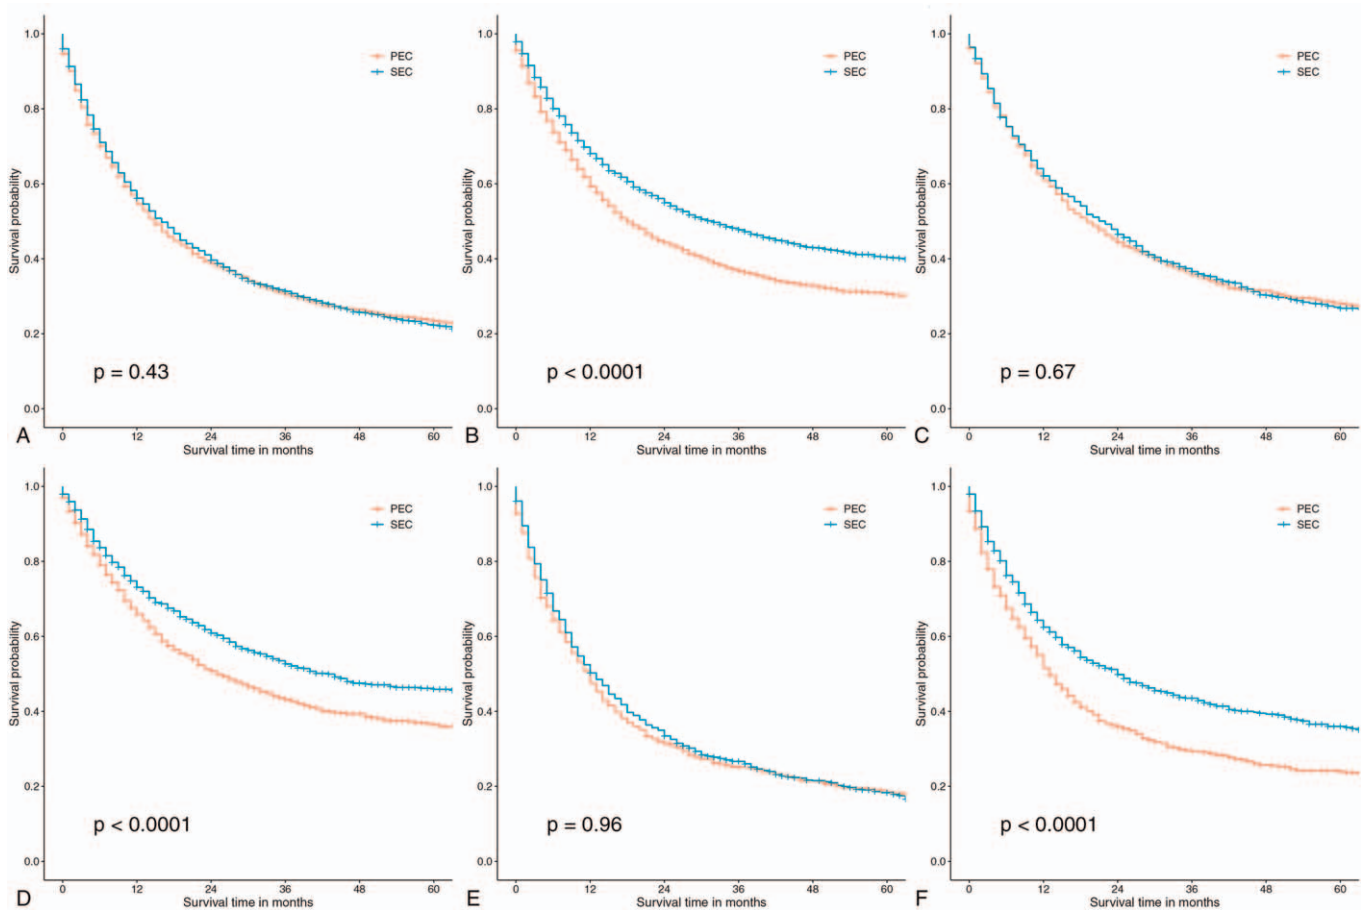 1.0
0.8
0.6
0.4
0.2
0.0
Survival probability
PEC
SEC
p = 0.43
0 12 24 36 48 60
Survival time in months
A
1.0
0.8
0.6
0.4
0.2
0.0
Survival probability
PEC
SEC
p < 0.0001
0 12 24 36 48 60
Survival time in months
B
1.0
0.8
0.6
0.4
0.2
0.0
Survival probability
PEC
SEC
p = 0.67
0 12 24 36 48 60
Survival time in months
C
1.0
0.8
0.6
0.4
0.2
0.0
Survival probability
PEC
SEC
p < 0.0001
0 12 24 36 48 60
Survival time in months
D
1.0
0.8
0.6
0.4
0.2
0.0
Survival probability
PEC
SEC
p = 0.96
0 12 24 36 48 60
Survival time in months
E
1.0
0.8
0.6
0.4
0.2
0.0
Survival probability
PEC
SEC
p < 0.0001
0 12 24 36 48 60
Survival time in months
F